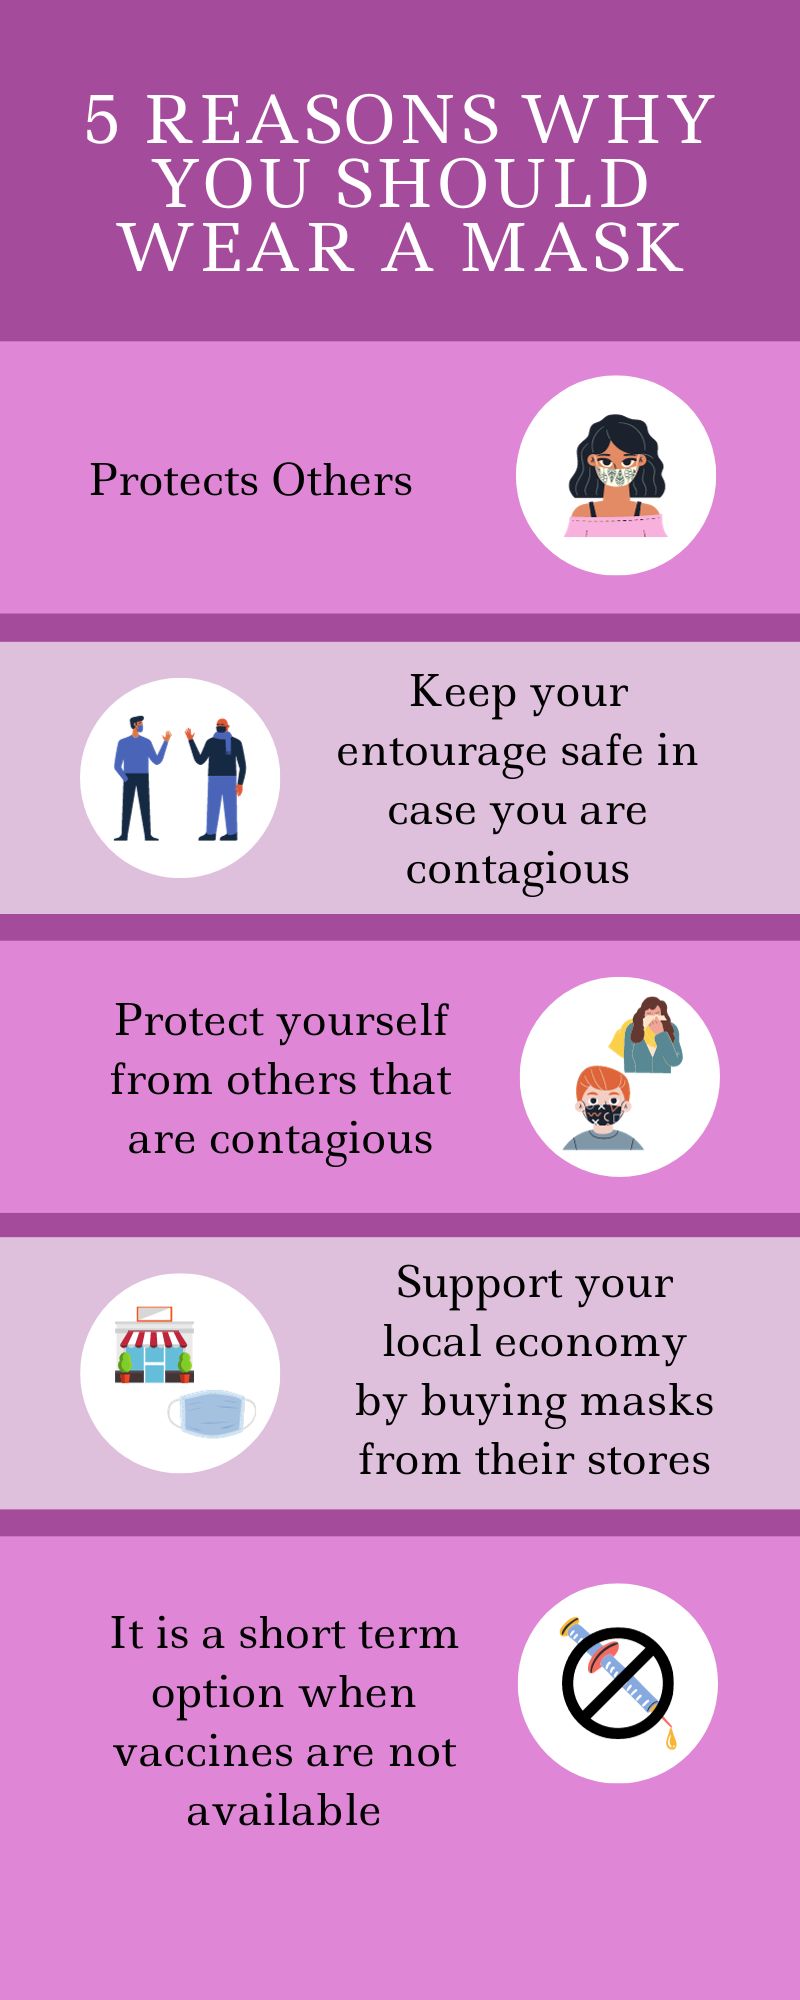 5 REASONS WHY
YOU SHOULD
WEAR A MASK
Protects Others
Keep your
entourage safe in
case you are
contagious
Protect yourself
from others that
are contagious
Support your
local economy
by buying masks
from their stores
It is a short term
option when
vaccines are not
available